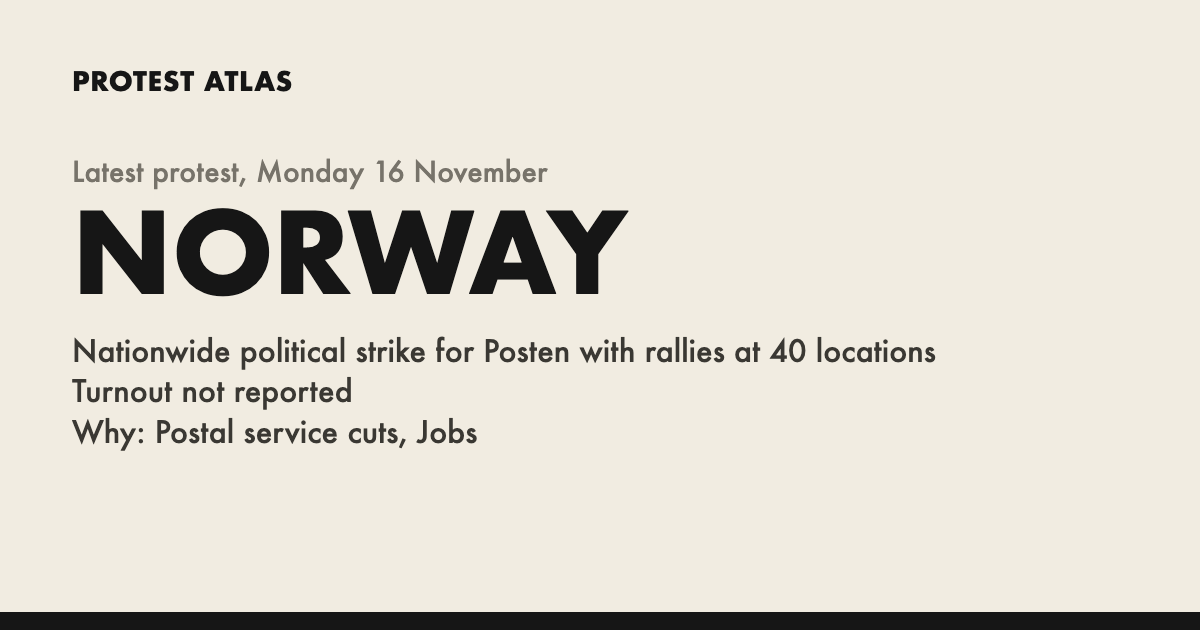 PROTEST ATLAS
Latest protest, Monday 16 November
NORWAY
Nationwide political strike for Posten with rallies at 40 locations
Turnout not reported
Why: Postal service cuts, Jobs